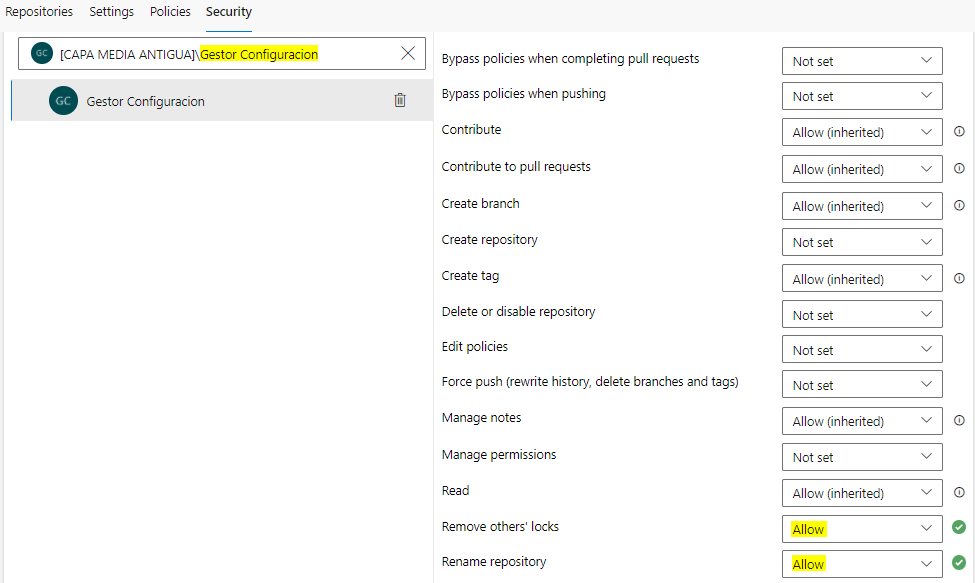 Repositories Settings Policies Security
GC [CAPA MEDIA ANTIGUA]\Gestor Configuracion
GC Gestor Configuracion
Bypass policies when completing pull requests Not set
Bypass policies when pushing Not set
Contribute Allow (inherited)
Contribute to pull requests Allow (inherited)
Create branch Allow (inherited)
Create repository Not set
Create tag Allow (inherited)
Delete or disable repository Not set
Edit policies Not set
Force push (rewrite history, delete branches and tags) Not set
Manage notes Allow (inherited)
Manage permissions Not set
Read Allow (inherited)
Remove others' locks Allow
Rename repository Allow